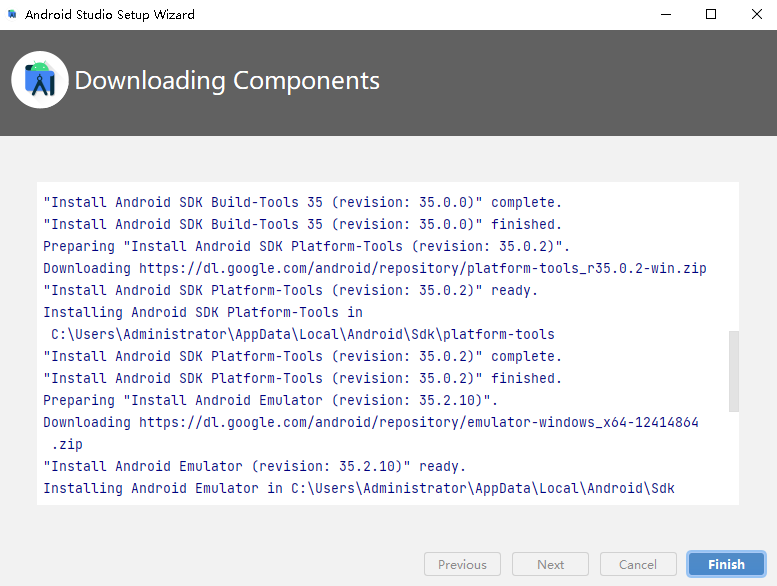 Android Studio Setup Wizard
Downloading Components
"Install Android SDK Build-Tools 35 (revision: 35.0.0)" complete.
"Install Android SDK Build-Tools 35 (revision: 35.0.0)" finished.
Preparing "Install Android SDK Platform-Tools (revision: 35.0.2)".
Downloading https://dl.google.com/android/repository/platform-tools_r35.0.2-win.zip
"Install Android SDK Platform-Tools (revision: 35.0.2)" ready.
Installing Android SDK Platform-Tools in
C:\Users\Administrator\AppData\Local\Android\Sdk\platform-tools
"Install Android SDK Platform-Tools (revision: 35.0.2)" complete.
"Install Android SDK Platform-Tools (revision: 35.0.2)" finished.
Preparing "Install Android Emulator (revision: 35.2.10)".
Downloading https://dl.google.com/android/repository/emulator-windows_x64-12414864
.zip
"Install Android Emulator (revision: 35.2.10)" ready.
Installing Android Emulator in C:\Users\Administrator\AppData\Local\Android\Sdk
Previous Next Cancel Finish